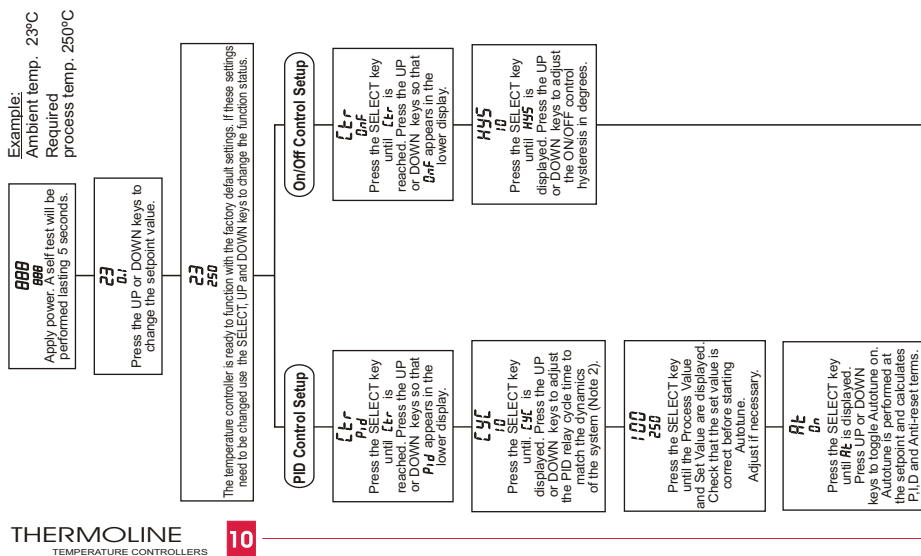 Example:
Ambient temp. 23ºC
Required
process temp. 250ºC
888
888
Apply power. A self test will be
performed lasting 5 seconds.
23
0.1
Press the UP or DOWN keys to
change the setpoint value.
23
250
The temperature controller is ready to function with the factory default settings. If these settings
need to be changed use the SELECT, UP and DOWN keys to change the function status.
PID Control Setup
Ctr
Pid
Press the SELECT key
until Ctr is
reached. Press the UP
or DOWN keys so that
Pid appears in the
lower display.
CYC
10
Press the SELECT key
until CYC is
displayed. Press the UP
or DOWN keys to adjust
the PID relay cycle time to
match the dynamics
of the system (Note 2).
100
250
Press the SELECT key
until the Process Value
and Set Value are displayed.
Check that the set value is
correct before starting
Autotune.
Adjust if necessary.
At
On
Press the SELECT key
until At is displayed.
Press UP or DOWN
keys to toggle Autotune on.
Autotune is performed at
the setpoint and calculates
P,I,D and Anti-set terms.
On/Off Control Setup
Ctr
OnF
Press the SELECT key
until Ctr is
reached. Press the UP
or DOWN keys so that
OnF appears in the
lower display.
HYS
10
Press the SELECT key
until HYS is
displayed. Press the UP
or DOWN keys to adjust
the ON/OFF control
hysteresis in degrees.
THERMOLINE
TEMPERATURE CONTROLLERS
10